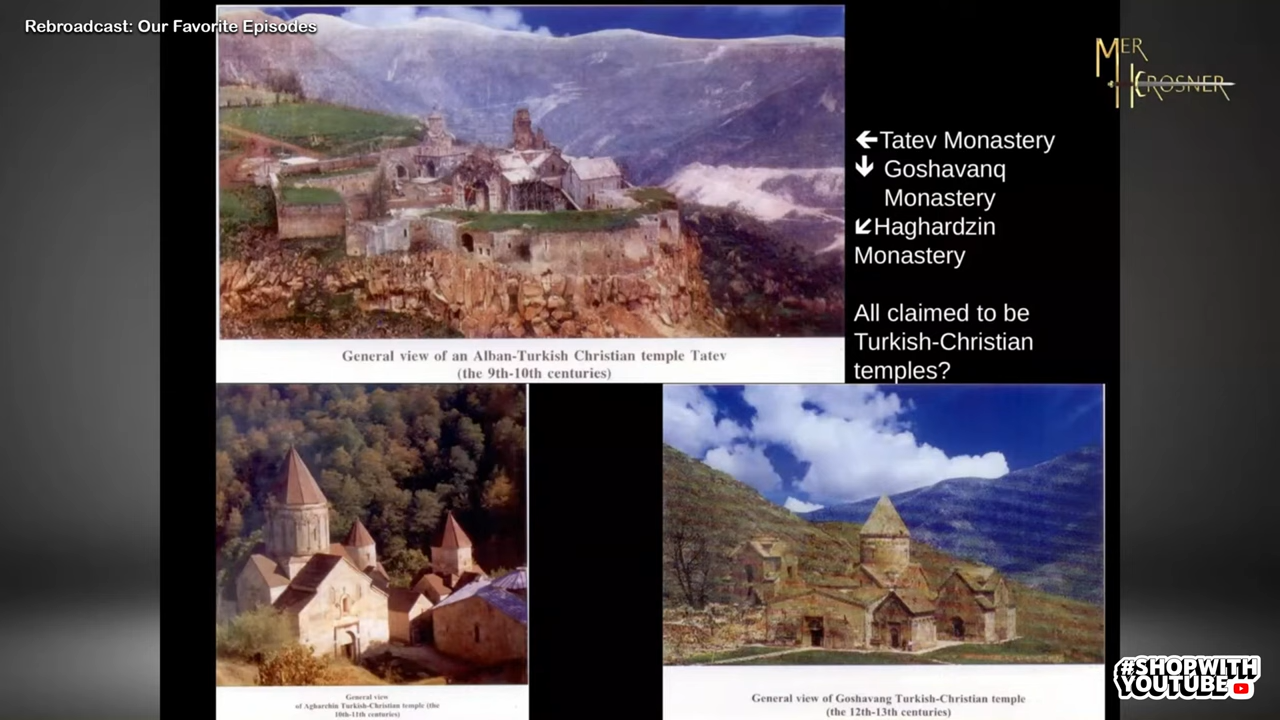 Rebroadcast: Our Favorite Episodes
MER
KROSNER
←Tatev Monastery
↓ Goshavanq
Monastery
↙Haghardzin
Monastery
All claimed to be
Turkish-Christian
temples?
General view of an Alban-Turkish Christian temple Tatev
(the 9th-10th centuries)
General view
of Agharchin Turkish-Christian temple (the
10th-11th centuries)
General view of Goshavang Turkish-Christian temple
(the 12th-13th centuries)
#SHOPWITH
YOUTUBE